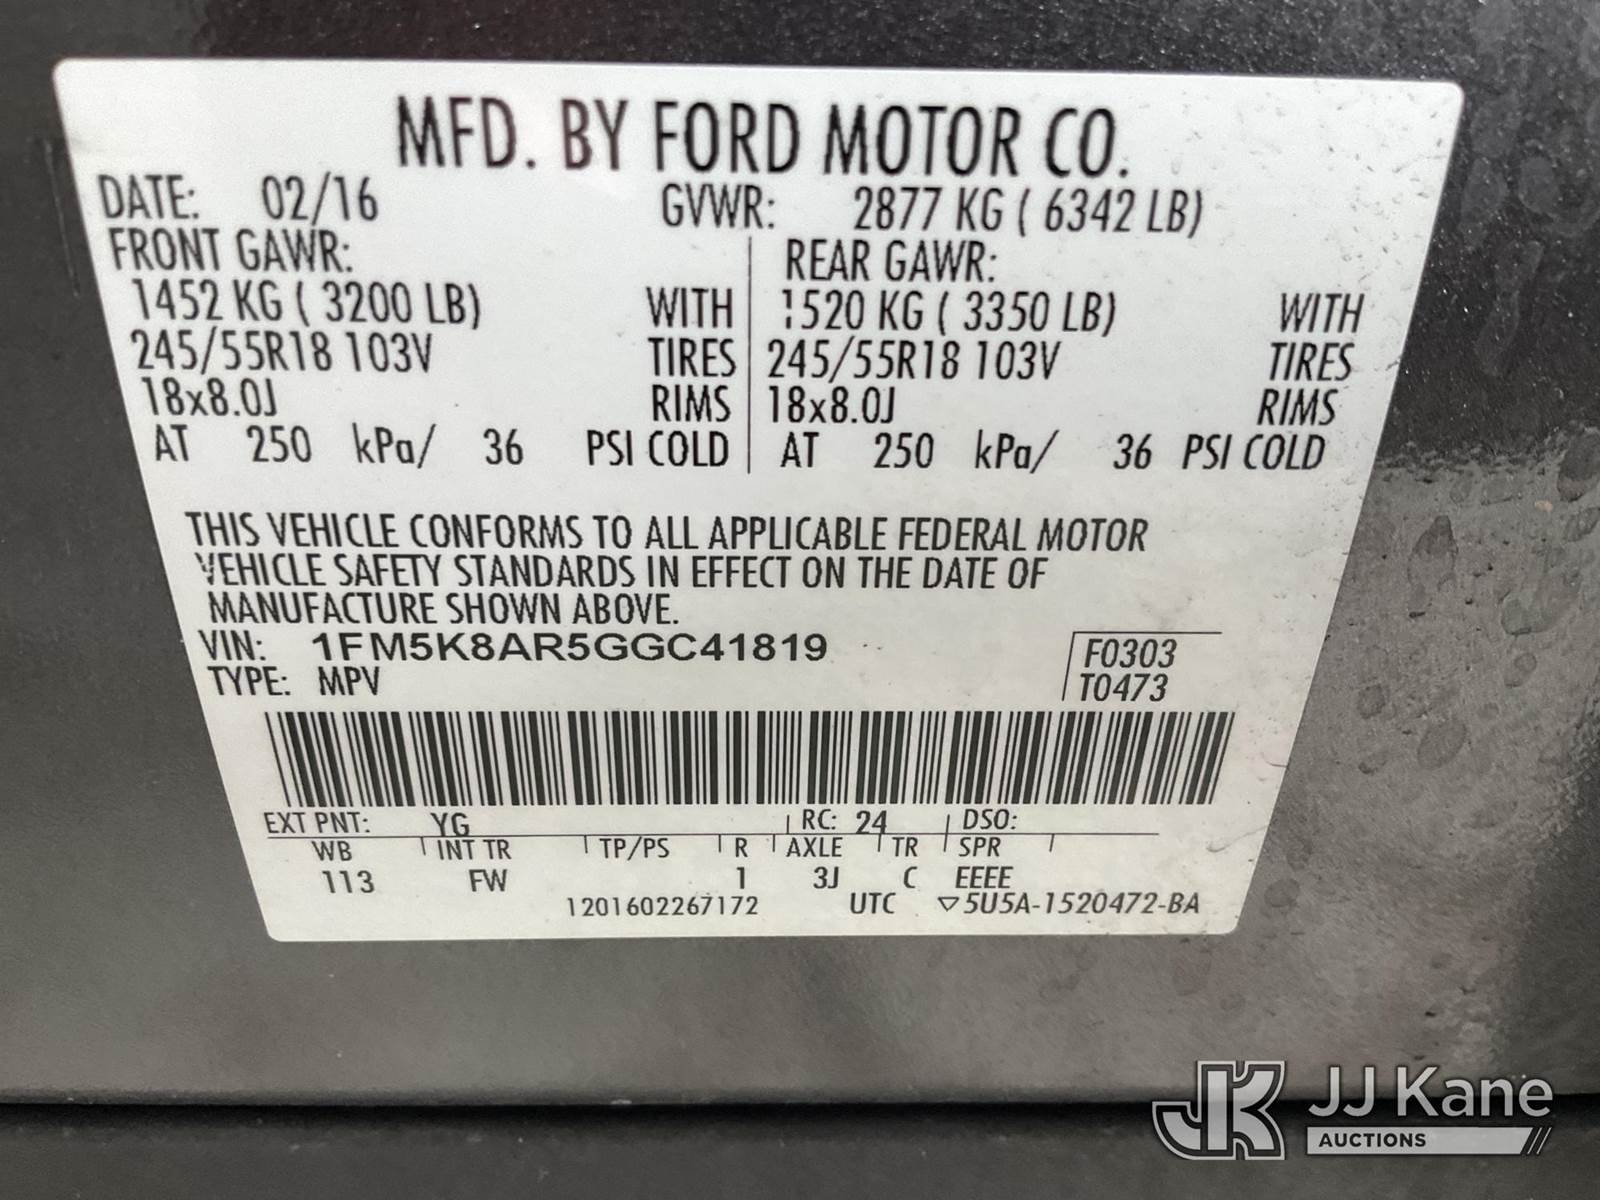 MFD. BY FORD MOTOR CO.
DATE: 02/16 GVWR: 2877 KG ( 6342 LB)
FRONT GAWR: REAR GAWR:
1452 KG ( 3200 LB) WITH 1520 KG ( 3350 LB) WITH
245/55R18 103V TIRES 245/55R18 103V TIRES
18x8.0J RIMS 18x8.0J RIMS
AT 250 kPa/ 36 PSI COLD AT 250 kPa/ 36 PSI COLD
THIS VEHICLE CONFORMS TO ALL APPLICABLE FEDERAL MOTOR
VEHICLE SAFETY STANDARDS IN EFFECT ON THE DATE OF
MANUFACTURE SHOWN ABOVE.
VIN: 1FM5K8AR5GGC41819 F0303
TYPE: MPV T0473
EXT PNT: YG RC: 24 DSO:
WB INT TR TP/PS R AXLE TR SPR
113 FW 1 3J C EEEE
1201602267172 UTC ▽5U5A-1520472-BA
JK JJ Kane
AUCTIONS